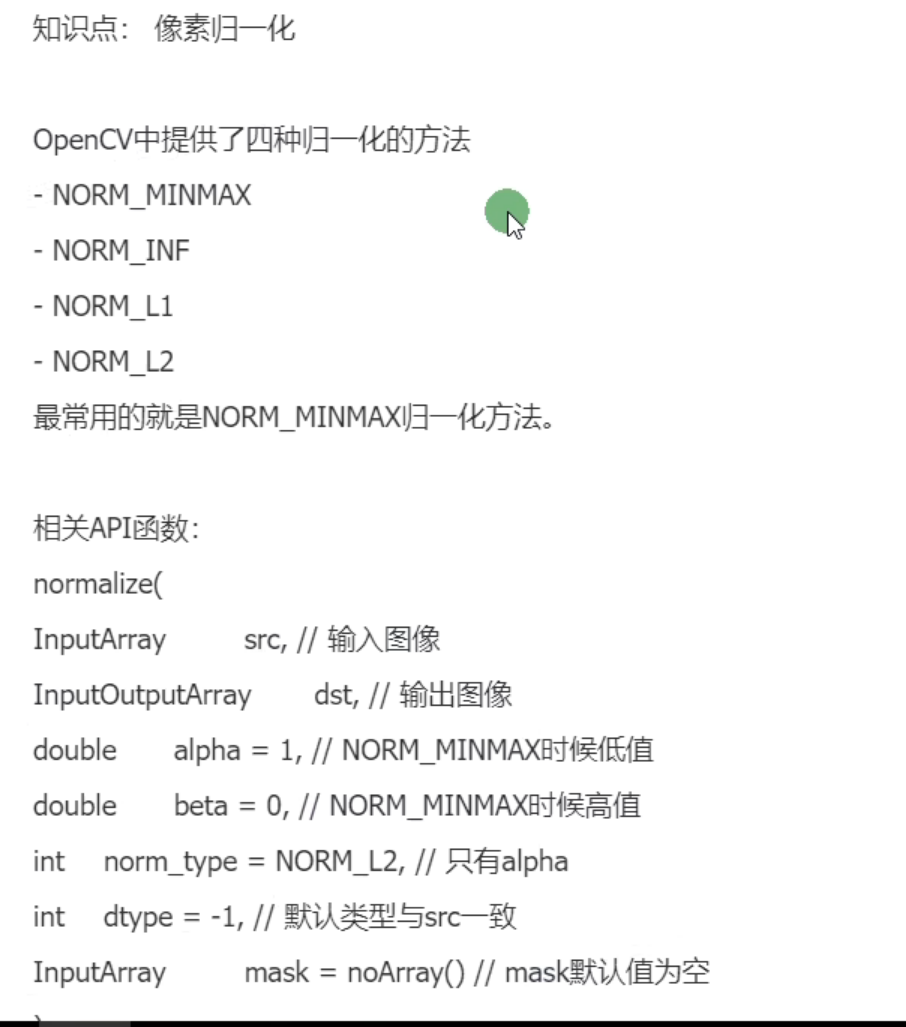 知识点： 像素归一化
OpenCV中提供了四种归一化的方法
- NORM_MINMAX
- NORM_INF
- NORM_L1
- NORM_L2
最常用的就是NORM_MINMAX归一化方法。
相关API函数：
normalize(
InputArray src, // 输入图像
InputOutputArray dst, // 输出图像
double alpha = 1, // NORM_MINMAX时候低值
double beta = 0, // NORM_MINMAX时候高值
int norm_type = NORM_L2, // 只有alpha
int dtype = -1, // 默认类型与src一致
InputArray mask = noArray() // mask默认值为空